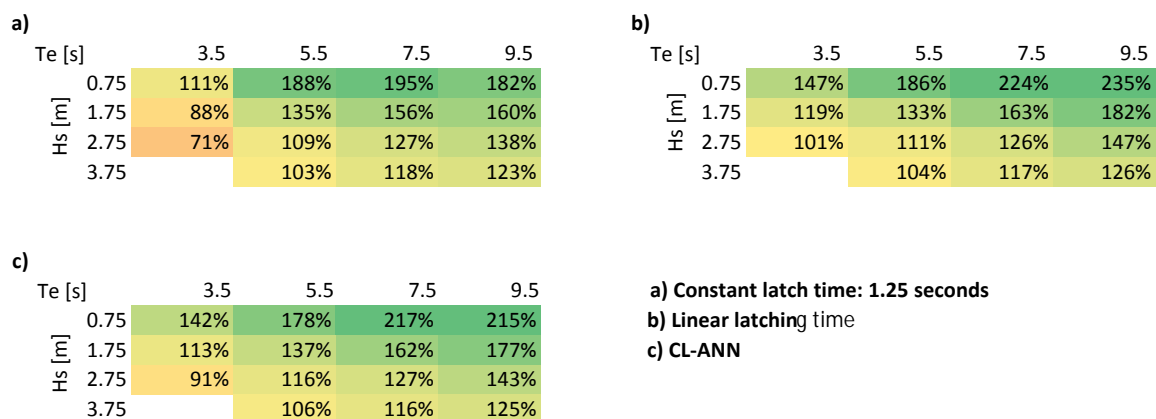 a)
Te [s] 3.5 5.5 7.5 9.5
Hs [m]
0.75 111% 188% 195% 182%
1.75 88% 135% 156% 160%
2.75 71% 109% 127% 138%
3.75 103% 118% 123%
b)
Te [s] 3.5 5.5 7.5 9.5
Hs [m]
0.75 147% 186% 224% 235%
1.75 119% 133% 163% 182%
2.75 101% 111% 126% 147%
3.75 104% 117% 126%
c)
Te [s] 3.5 5.5 7.5 9.5
Hs [m]
0.75 142% 178% 217% 215%
1.75 113% 137% 162% 177%
2.75 91% 116% 127% 143%
3.75 106% 116% 125%
a) Constant latch time: 1.25 seconds
b) Linear latching time
c) CL-ANN